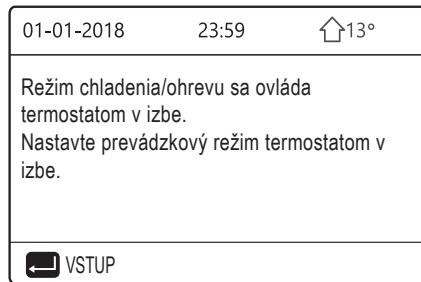 01-01-2018 23:59 13°
Režim chladenia/ohrevu sa ovláda
termostatom v izbe.
Nastavte prevádzkový režim termostatom v
izbe.
VSTUP